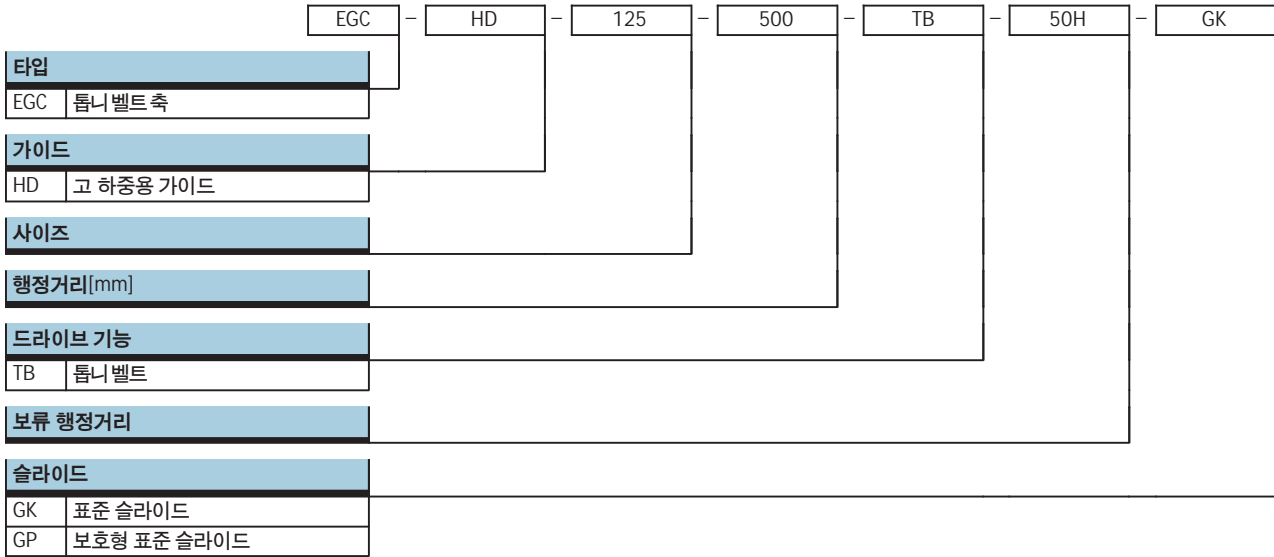 EGC – HD – 125 – 500 – TB – 50H – GK
타입
EGC 톱니 벨트 축
가이드
HD 고 하중용 가이드
사이즈
행정거리[mm]
드라이브 기능
TB 톱니 벨트
보류 행정거리
슬라이드
GK 표준 슬라이드
GP 보호형 표준 슬라이드